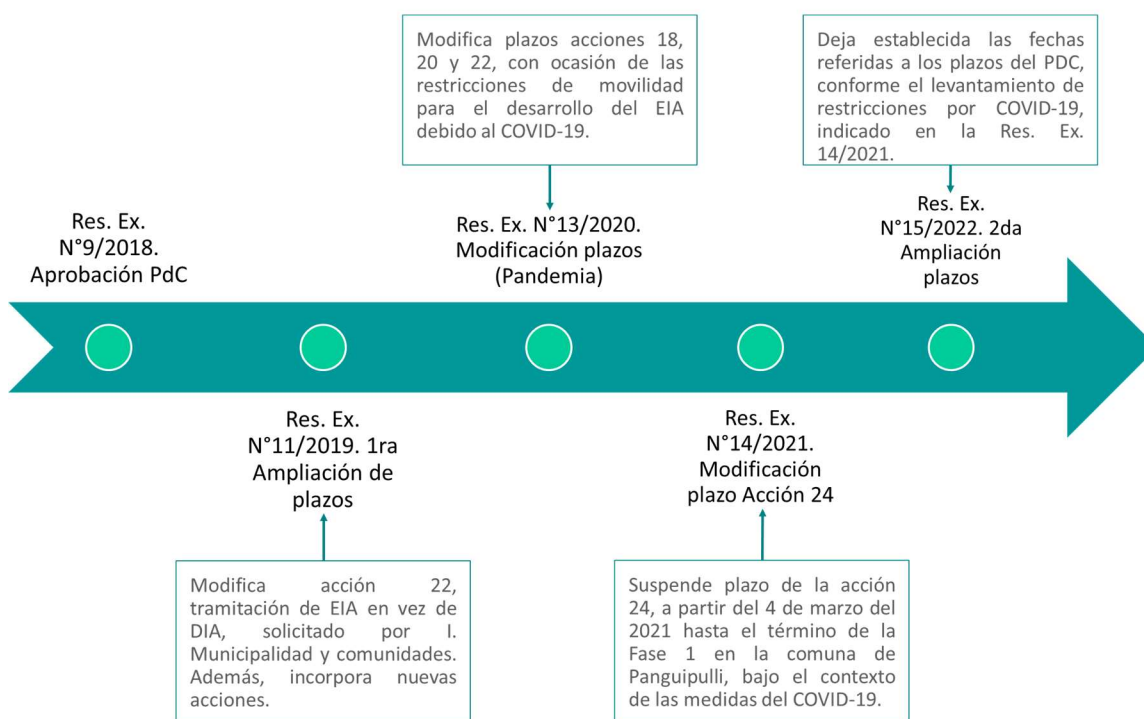 Modifica plazos acciones 18,
20 y 22, con ocasión de las
restricciones de movilidad
para el desarrollo del EIA
debido al COVID-19.
Deja establecida las fechas
referidas a los plazos del PDC,
conforme el levantamiento de
restricciones por COVID-19,
indicado en la Res. Ex.
14/2021.
Res. Ex.
N°9/2018.
Aprobación PdC
Res. Ex. N°13/2020.
Modificación plazos
(Pandemia)
Res. Ex.
N°15/2022. 2da
Ampliación
plazos
Res. Ex.
N°11/2019. 1ra
Ampliación de
plazos
Res. Ex.
N°14/2021.
Modificación
plazo Acción 24
Modifica acción 22,
tramitación de EIA en vez de
DIA, solicitado por I.
Municipalidad y comunidades.
Además, incorpora nuevas
acciones.
Suspende plazo de la acción
24, a partir del 4 de marzo del
2021 hasta el término de la
Fase 1 en la comuna de
Panguipulli, bajo el contexto
de las medidas del COVID-19.